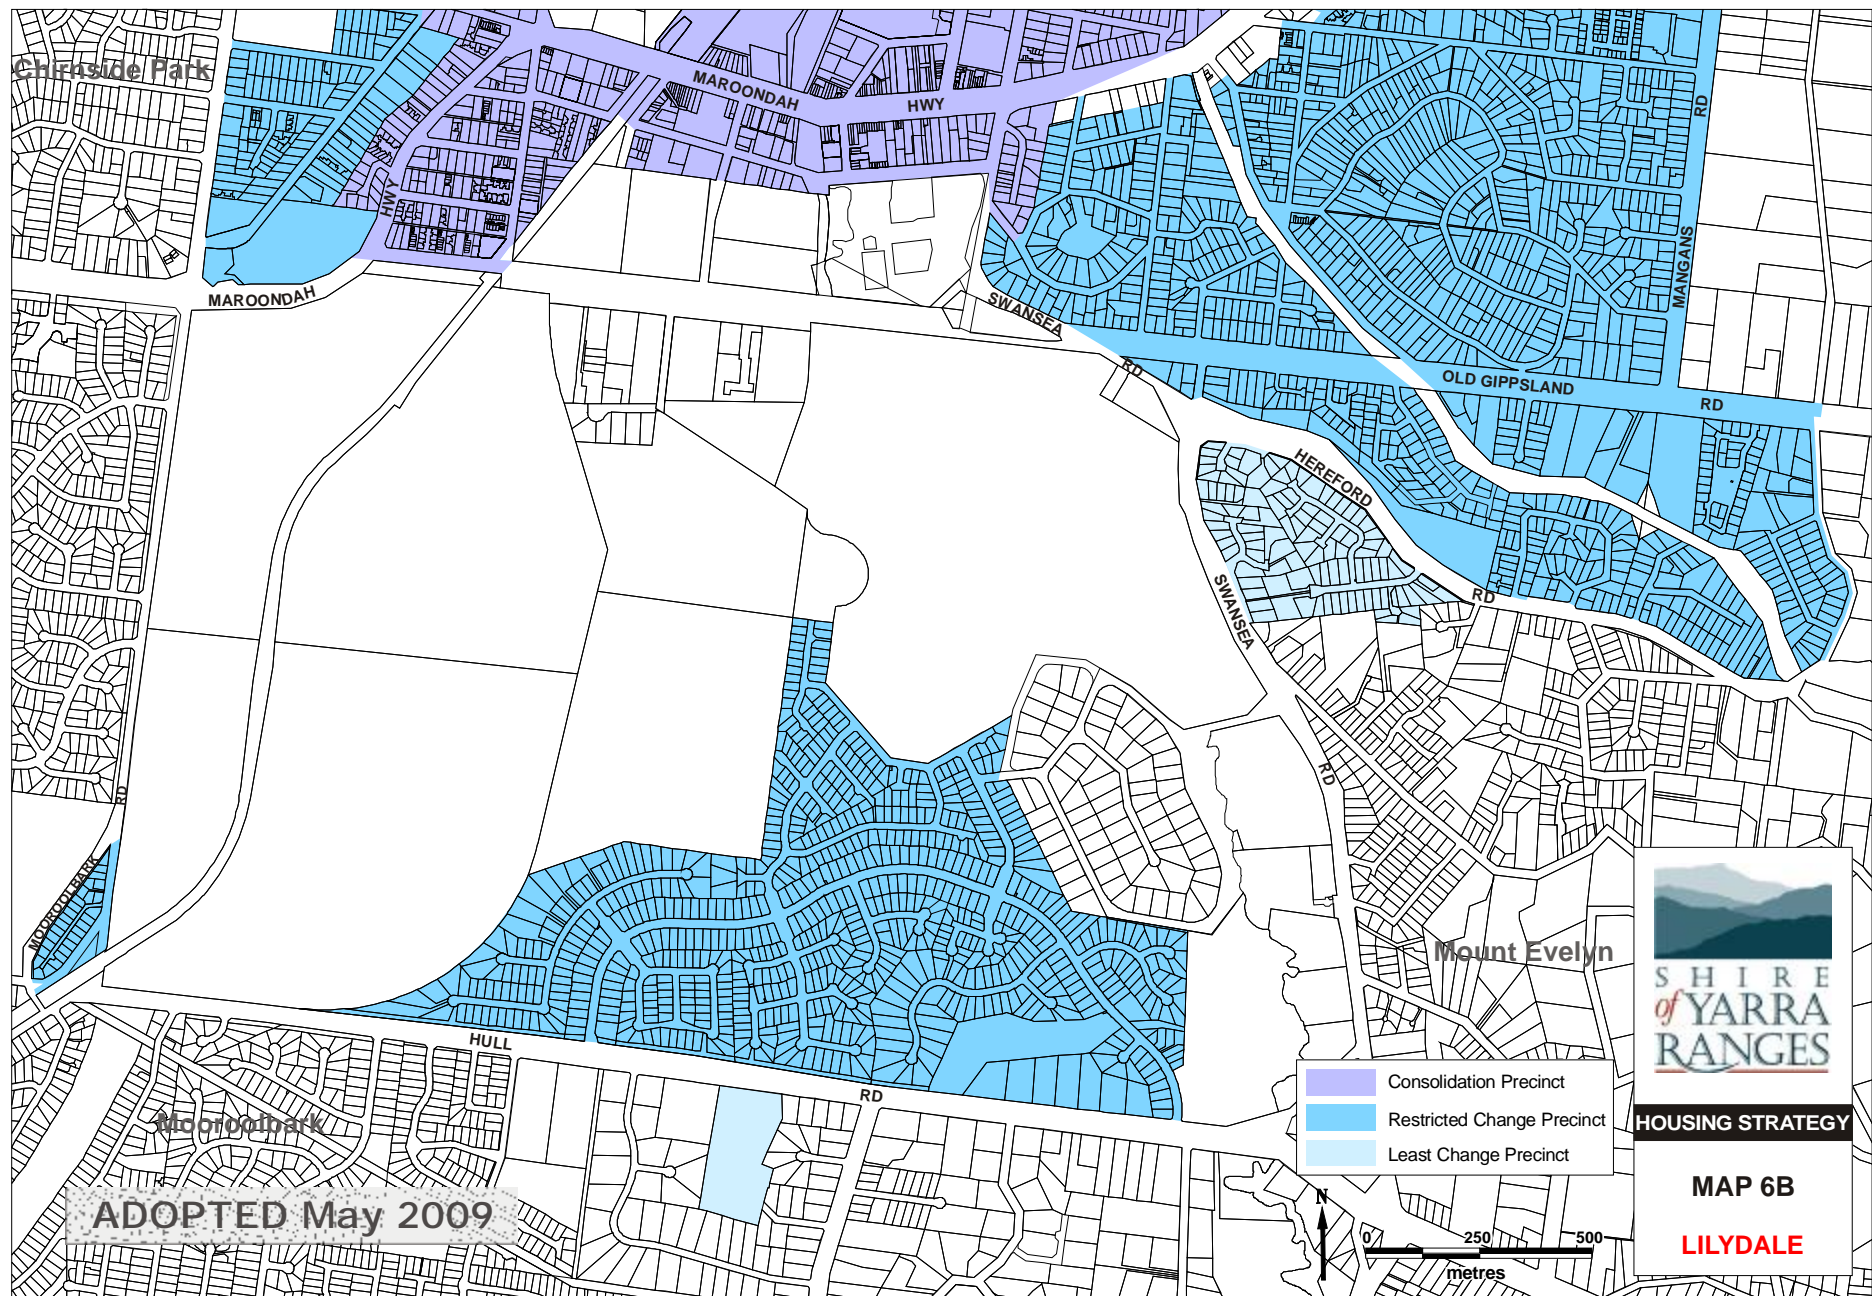 Chirnside Park
MAROONDAH
HWY
RD
HWY
MANGANS
MAROONDAH
SWANSEA
RD
OLD GIPPSLAND
RD
HEREFORD
RD
SWANSEA
RD
RD
MOOROOLBARK
Mount Evelyn
HULL
RD
Mooroolbark
ADOPTED May 2009
Consolidation Precinct
Restricted Change Precinct
Least Change Precinct
N
0 250 500
metres
SHIRE
of YARRA
RANGES
HOUSING STRATEGY
MAP 6B
LILYDALE